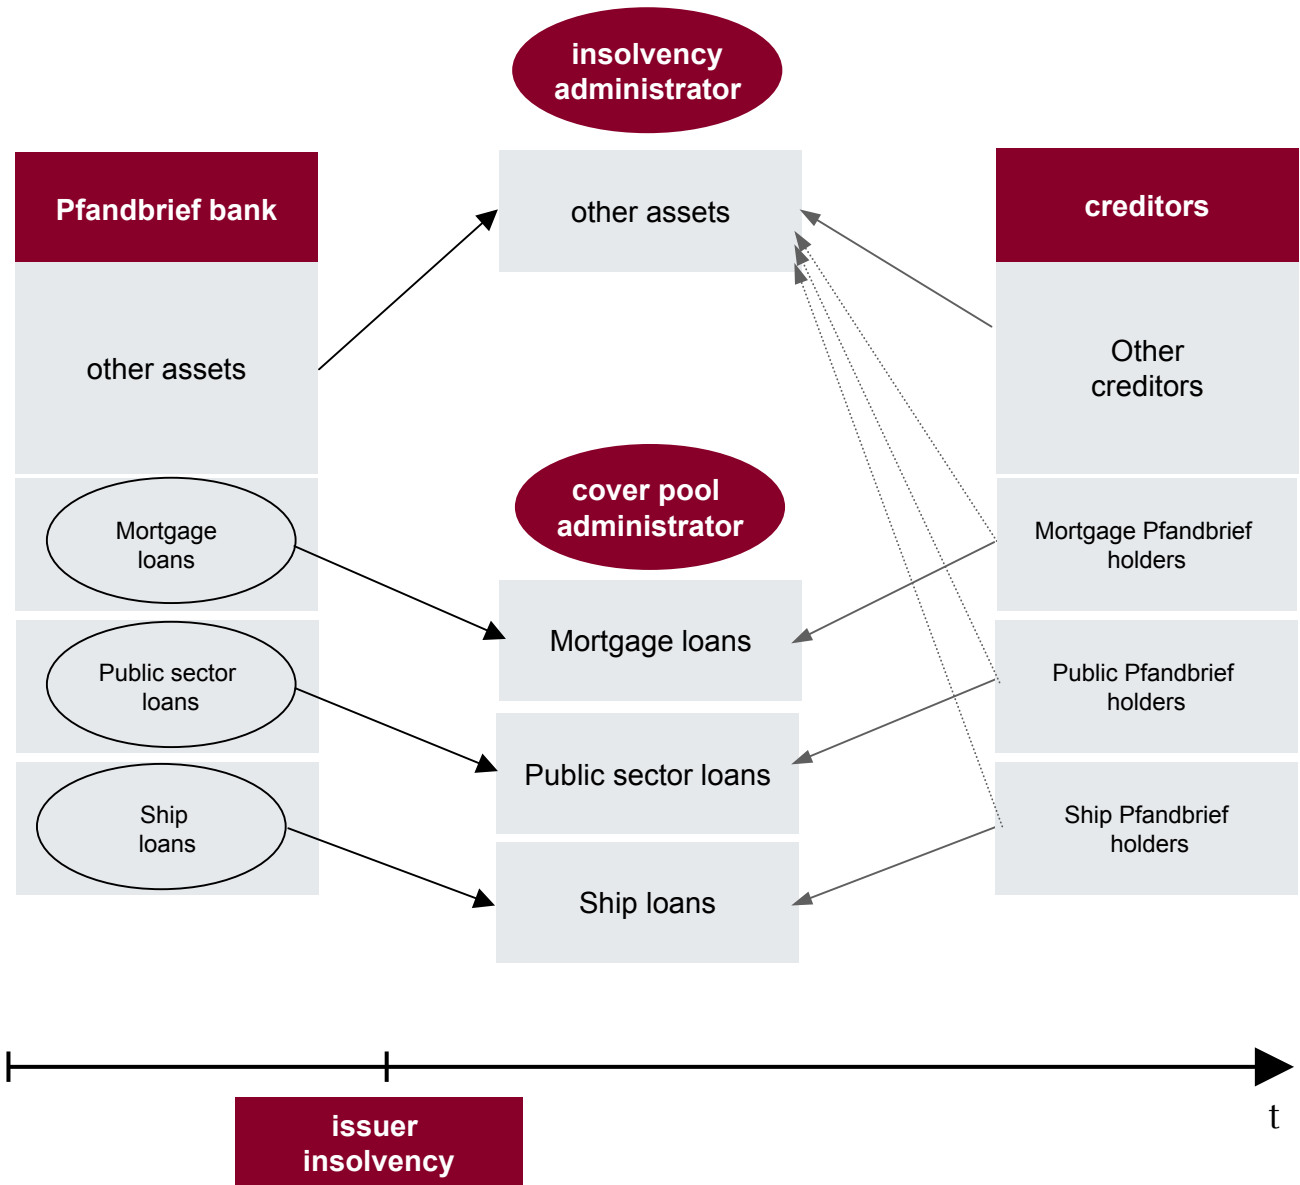 insolvency
administrator
Pfandbrief bank
other assets
creditors
other assets
Other
creditors
cover pool
administrator
Mortgage
loans
Mortgage loans
Mortgage Pfandbrief
holders
Public sector
loans
Public sector loans
Public Pfandbrief
holders
Ship
loans
Ship loans
Ship Pfandbrief
holders
t
issuer
insolvency